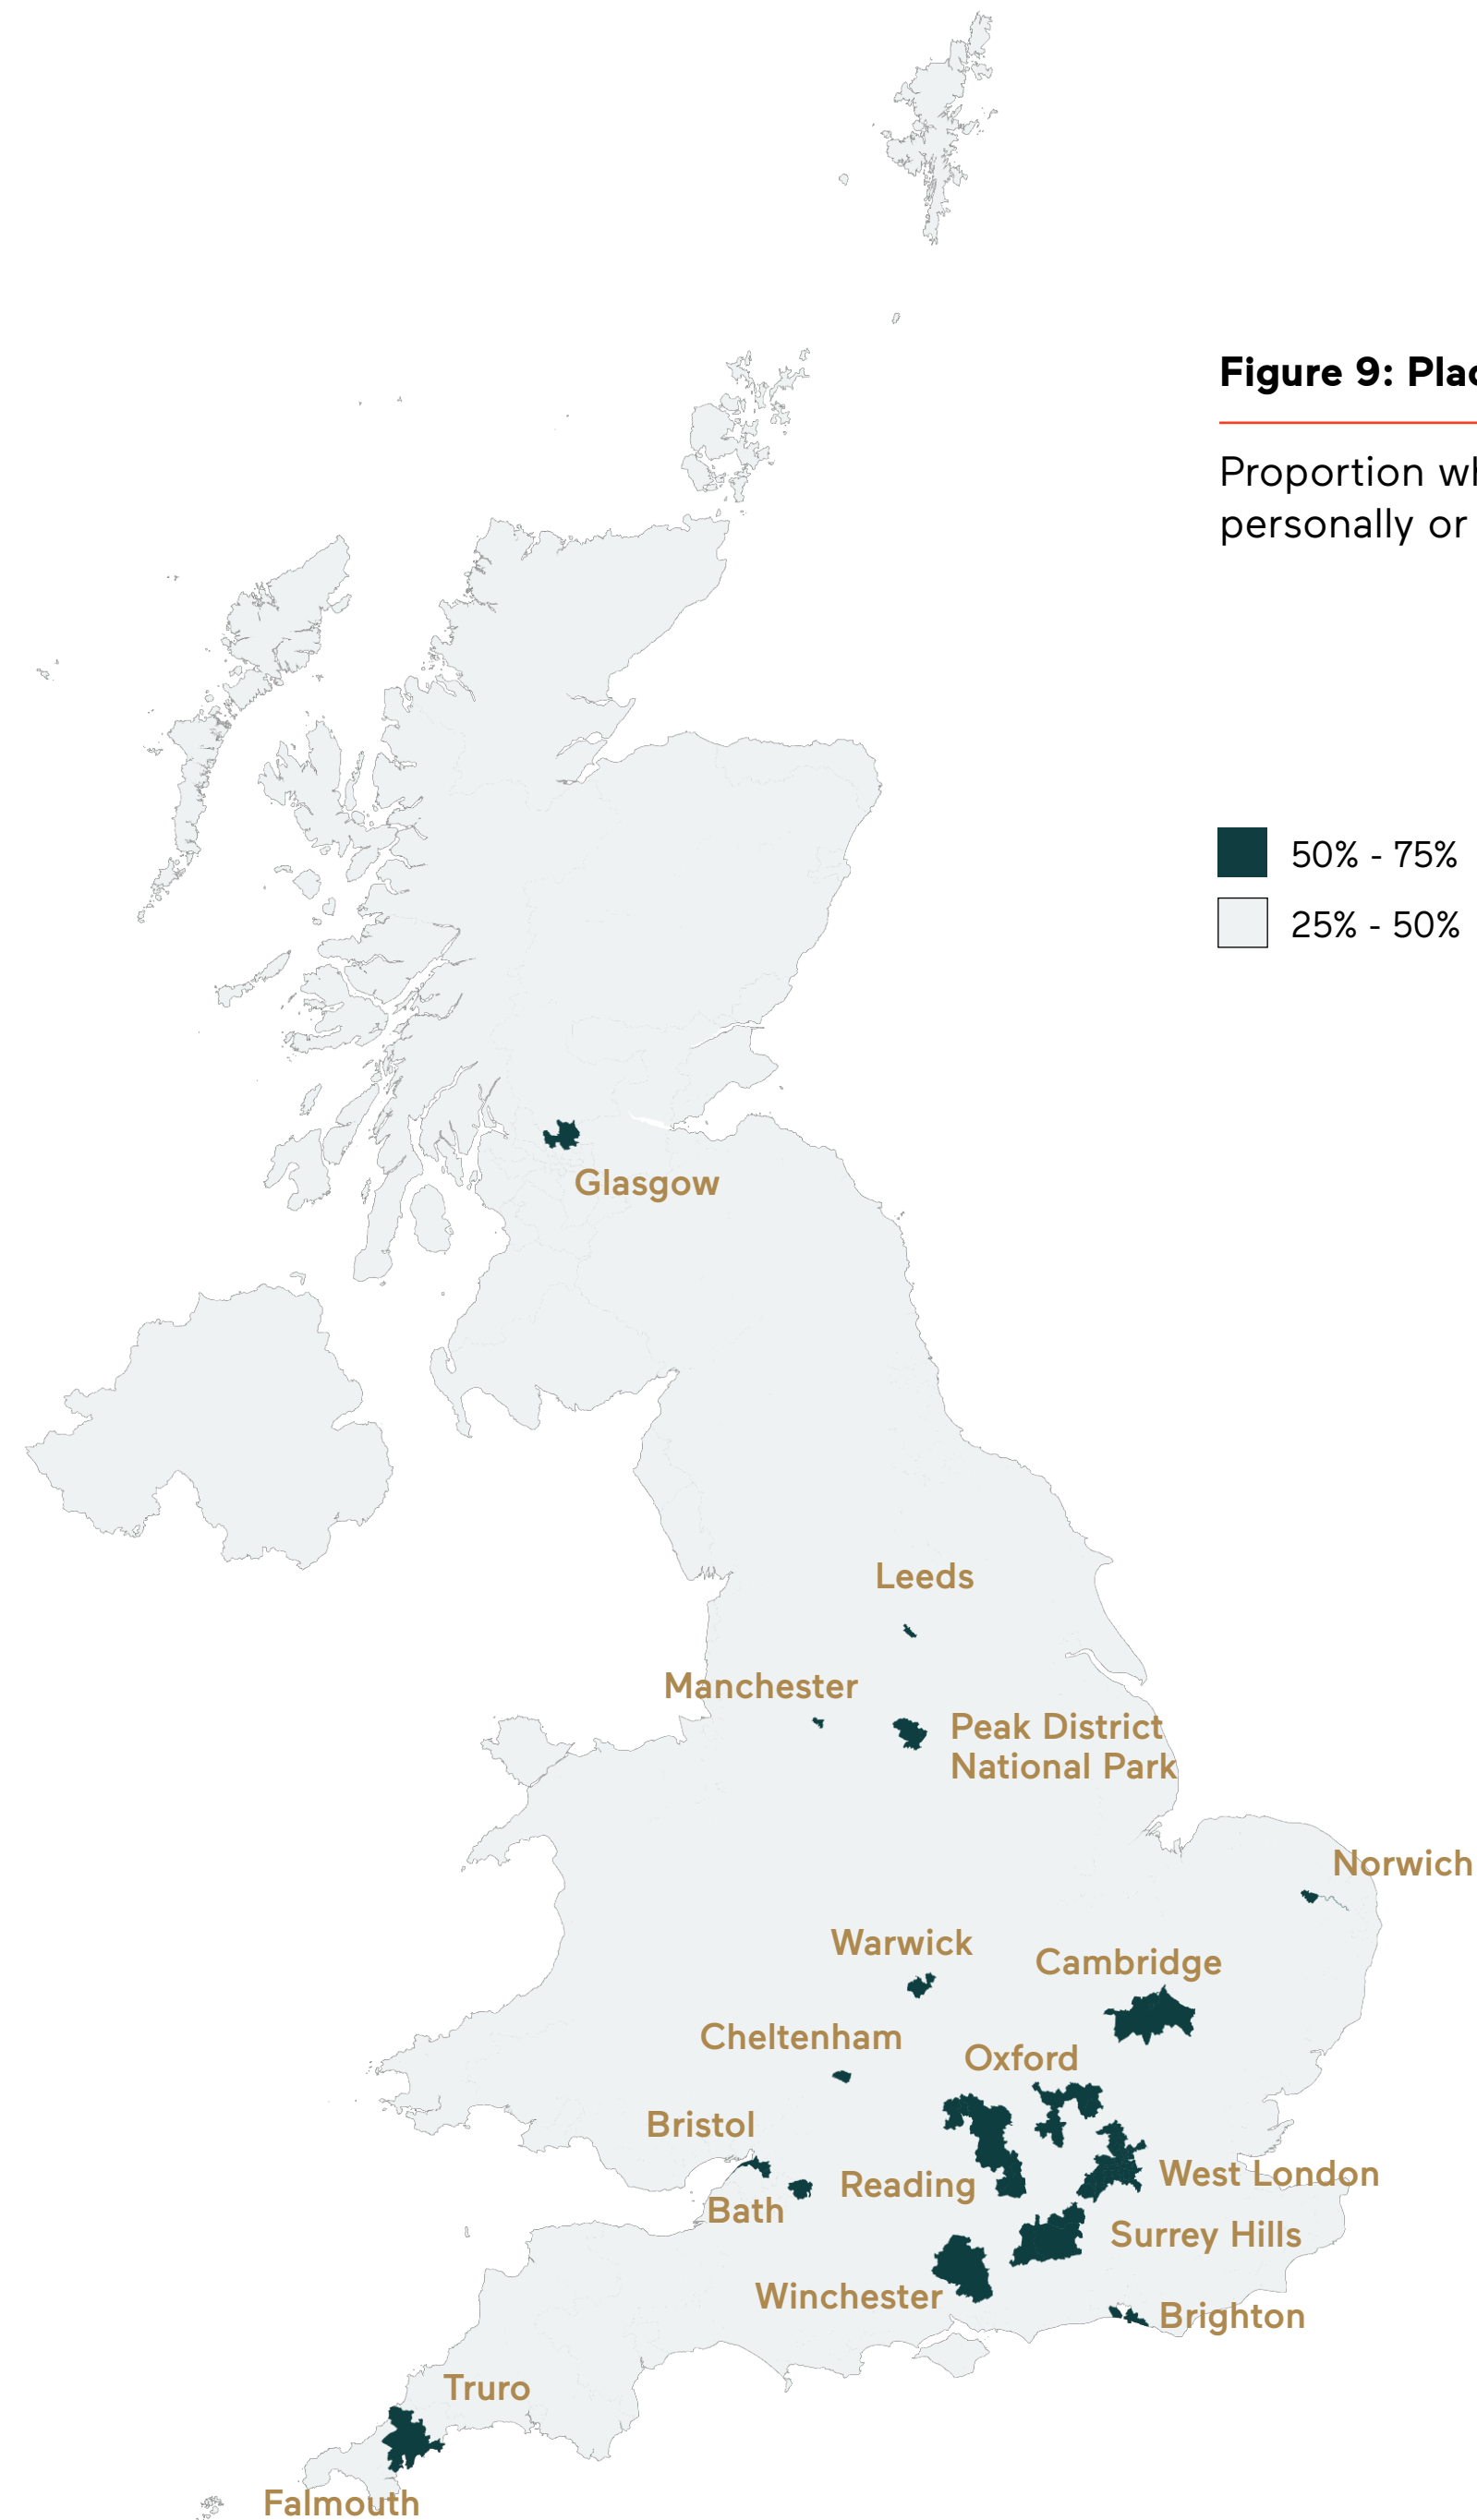 Figure 9: Plac
Proportion wh
personally or
50% - 75%
25% - 50%
Glasgow
Leeds
Manchester
Peak District
National Park
Norwich
Warwick
Cambridge
Cheltenham
Oxford
Bristol
West London
Reading
Bath
Surrey Hills
Winchester
Brighton
Truro
Falmouth